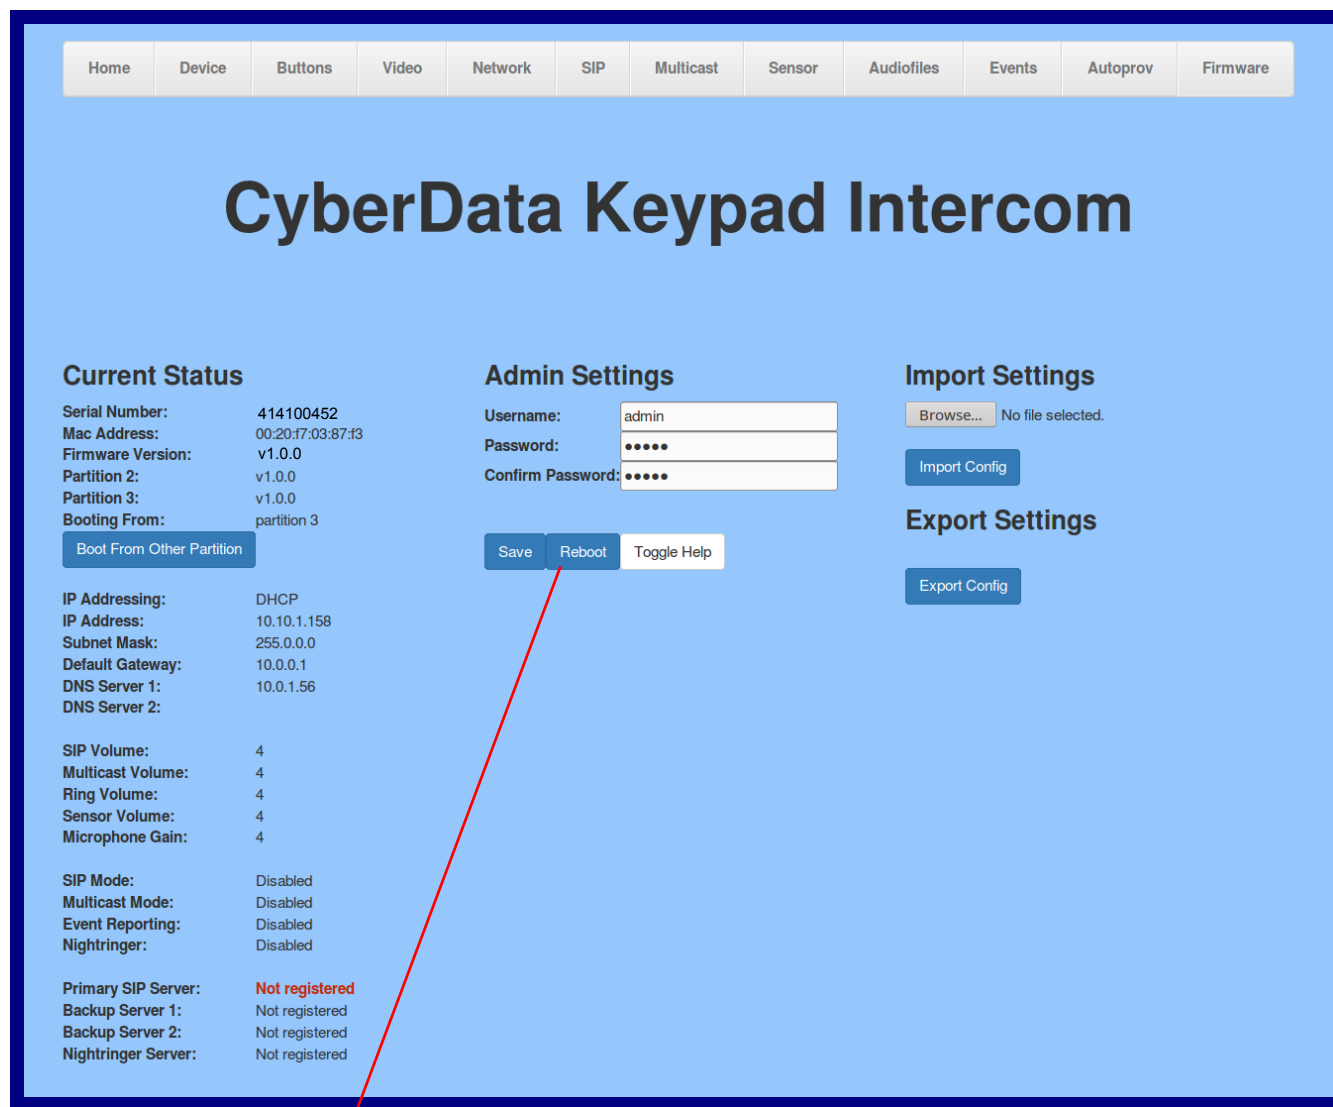 Home Device Buttons Video Network SIP Multicast Sensor Audiofiles Events Autoprov Firmware
CyberData Keypad Intercom
Current Status
Serial Number: 414100452
Mac Address: 00:20:f7:03:87:f3
Firmware Version: v1.0.0
Partition 2: v1.0.0
Partition 3: v1.0.0
Booting From: partition 3
Boot From Other Partition
IP Addressing: DHCP
IP Address: 10.10.1.158
Subnet Mask: 255.0.0.0
Default Gateway: 10.0.0.1
DNS Server 1: 10.0.1.56
DNS Server 2:
SIP Volume: 4
Multicast Volume: 4
Ring Volume: 4
Sensor Volume: 4
Microphone Gain: 4
SIP Mode: Disabled
Multicast Mode: Disabled
Event Reporting: Disabled
Nightringer: Disabled
Primary SIP Server: Not registered
Backup Server 1: Not registered
Backup Server 2: Not registered
Nightringer Server: Not registered
Admin Settings
Username: admin
Password: ●●●●●
Confirm Password: ●●●●●
Save Reboot Toggle Help
Import Settings
Browse... No file selected.
Import Config
Export Settings
Export Config